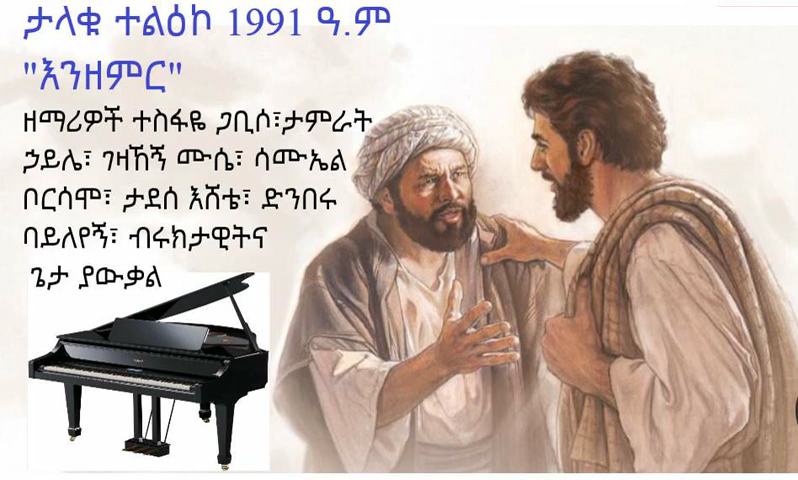 ታላቁ ተልዕኮ 1991 ዓ.ም
"እንዘምር"
ዘማሪዎች ተስፋዬ ጋቢሶ፣ታምራት
ኃይሌ፣ ገዛኸኝ ሙሴ፣ ሳሙኤል
ቦርሳሞ፣ ታደሰ እሸቴ፣ ድንበሩ
ባይለየኝ፣ ብሩክታዊትና
ጌታ ያውቃል